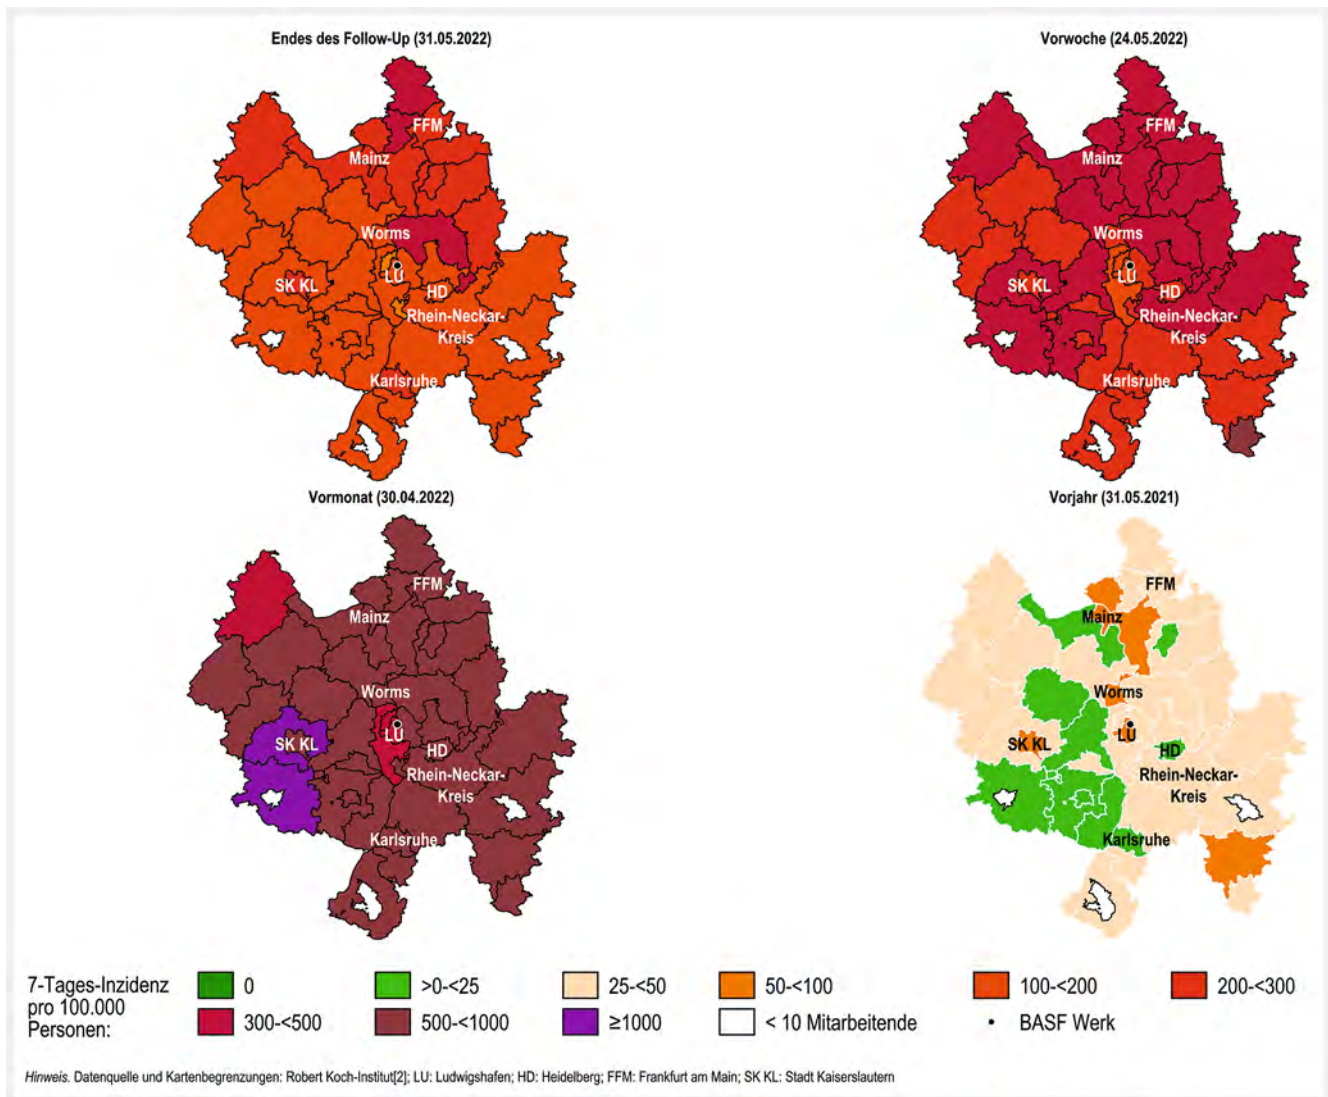 Endes des Follow-Up (31.05.2022)
Vorwoche (24.05.2022)
FFM
Mainz
Worms
LU
SK KL
HD
Rhein-Neckar-
Kreis
Karlsruhe
FFM
Mainz
Worms
LU
SK KL
HD
Rhein-Neckar-
Kreis
Karlsruhe
Vormonat (30.04.2022)
Vorjahr (31.05.2021)
FFM
Mainz
Worms
LU
SK KL
HD
Rhein-Neckar-
Kreis
Karlsruhe
FFM
Mainz
Worms
LU
SK KL
HD
Rhein-Neckar-
Kreis
Karlsruhe
7-Tages-Inzidenz
pro 100.000
Personen:
0
>0-<25
25-<50
50-<100
100-<200
200-<300
300-<500
500-<1000
≥1000
< 10 Mitarbeitende
BASF Werk
Hinweis. Datenquelle und Kartenbegrenzungen: Robert Koch-Institut[2]; LU: Ludwigshafen; HD: Heidelberg; FFM: Frankfurt am Main; SK KL: Stadt Kaiserslautern